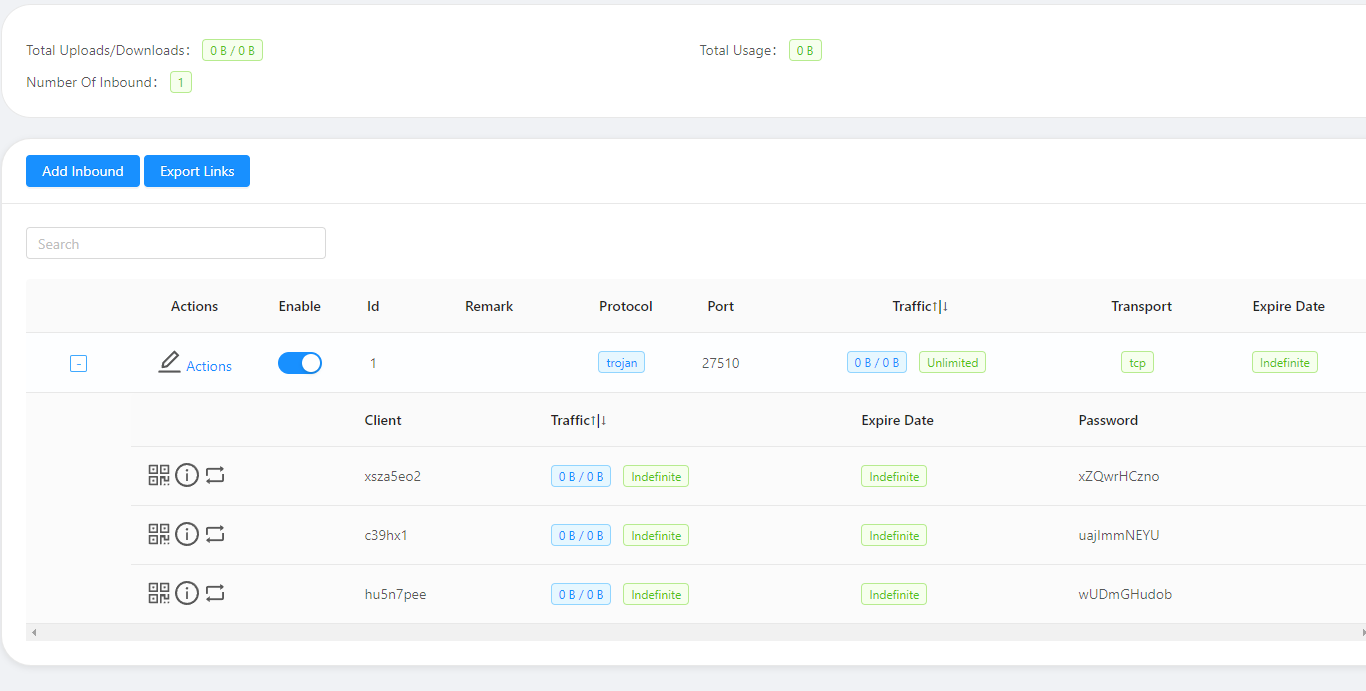 Total Uploads/Downloads: 0 B / 0 B Total Usage: 0 B
Number Of Inbound: 1
Add Inbound Export Links
Search
Actions Enable Id Remark Protocol Port Traffic↑|↓ Transport Expire Date
- Actions 1 trojan 27510 0 B / 0 B Unlimited tcp Indefinite
Client Traffic↑|↓ Expire Date Password
xsza5eo2 0 B / 0 B Indefinite Indefinite xZQwrHCzno
c39hx1 0 B / 0 B Indefinite Indefinite uajImmNEYU
hu5n7pee 0 B / 0 B Indefinite Indefinite wUDmGHudob